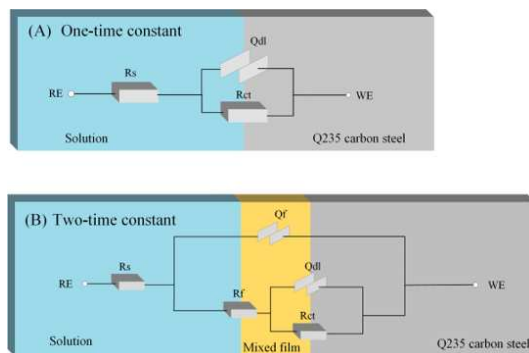 (A) One-time constant
Qdl
Rs
RE
Rct
WE
Solution
Q235 carbon steel
(B) Two-time constant
Qf
Rs
Qdl
RE
WE
Rf
Rct
Solution
Mixed film
Q235 carbon steel